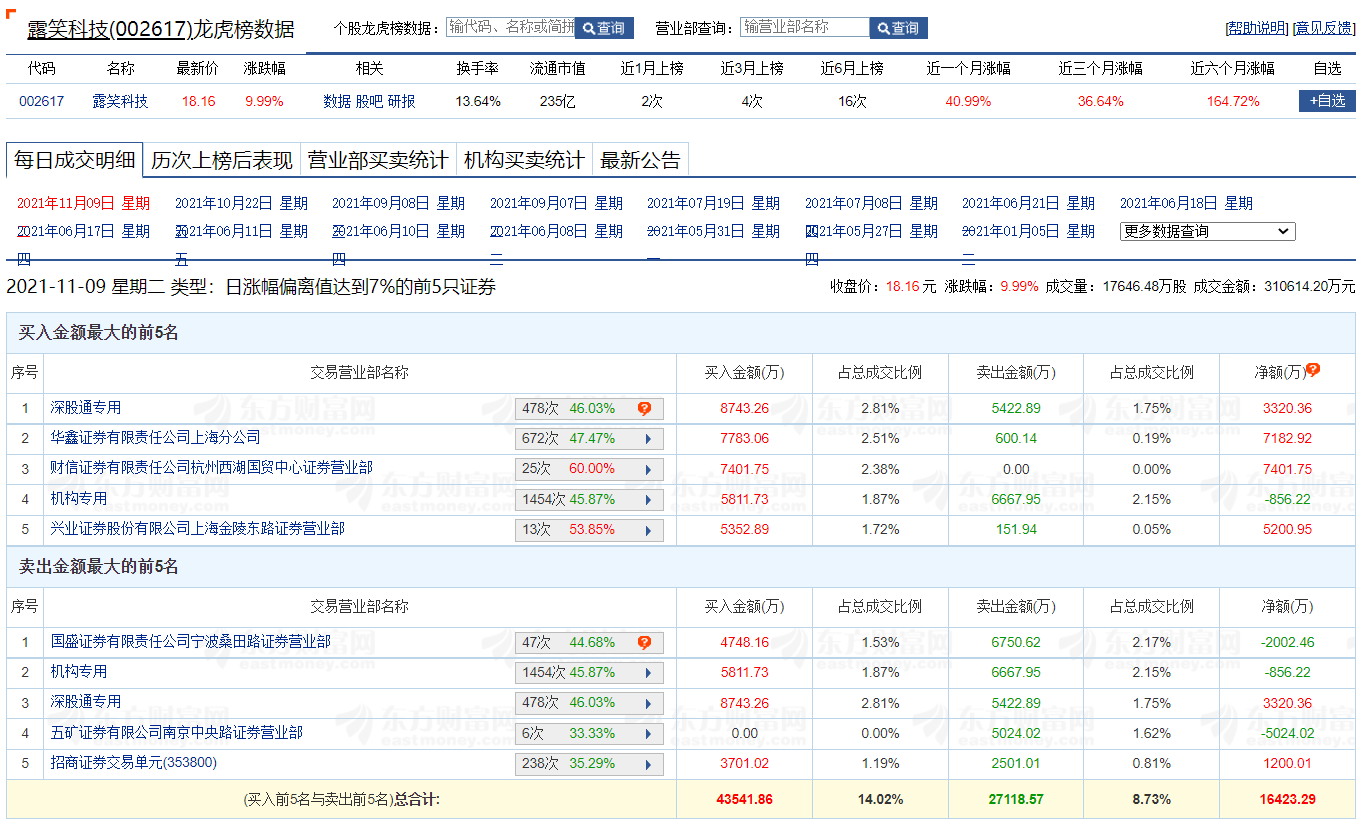 露笑科技(002617)龙虎榜数据 个股龙虎榜数据： 输代码、名称或简拼 查询 营业部查询： 输营业部名称 查询 [帮助说明] [意见反馈]
代码 名称 最新价 涨跌幅 相关 换手率 流通市值 近1月上榜 近3月上榜 近6月上榜 近一个月涨幅 近三个月涨幅 近六个月涨幅 自选
002617 露笑科技 18.16 9.99% 数据 股吧 研报 13.64% 235亿 2次 4次 16次 40.99% 36.64% 164.72% +自选
每日成交明细 历次上榜后表现 营业部买卖统计 机构买卖统计 最新公告
2021年11月09日 星期 2021年10月22日 星期 2021年09月08日 星期 2021年09月07日 星期 2021年07月19日 星期 2021年07月08日 星期 2021年06月21日 星期 2021年06月18日 星期
2021年06月17日 星期 2021年06月11日 星期 2021年06月10日 星期 2021年06月08日 星期 2021年05月31日 星期 2021年05月27日 星期 2021年01月05日 星期 更多数据查询
四 五 四 二 一 四 二
2021-11-09 星期二 类型：日涨幅偏离值达到7%的前5只证券 收盘价：18.16 元 涨跌幅：9.99% 成交量：17646.48万股 成交金额：310614.20万元
买入金额最大的前5名
序号 交易营业部名称 买入金额(万) 占总成交比例 卖出金额(万) 占总成交比例 净额(万)
1 深股通专用 478次 46.03% 8743.26 2.81% 5422.89 1.75% 3320.36
2 华鑫证券有限责任公司上海分公司 672次 47.47% 7783.06 2.51% 600.14 0.19% 7182.92
3 财信证券有限责任公司杭州西湖国贸中心证券营业部 25次 60.00% 7401.75 2.38% 0.00 0.00% 7401.75
4 机构专用 1454次 45.87% 5811.73 1.87% 6667.95 2.15% -856.22
5 兴业证券股份有限公司上海金陵东路证券营业部 13次 53.85% 5352.89 1.72% 151.94 0.05% 5200.95
卖出金额最大的前5名
序号 交易营业部名称 买入金额(万) 占总成交比例 卖出金额(万) 占总成交比例 净额(万)
1 国盛证券有限责任公司宁波桑田路证券营业部 47次 44.68% 4748.16 1.53% 6750.62 2.17% -2002.46
2 机构专用 1454次 45.87% 5811.73 1.87% 6667.95 2.15% -856.22
3 深股通专用 478次 46.03% 8743.26 2.81% 5422.89 1.75% 3320.36
4 五矿证券有限公司南京中央路证券营业部 6次 33.33% 0.00 0.00% 5024.02 1.62% -5024.02
5 招商证券交易单元(353800) 238次 35.29% 3701.02 1.19% 2501.01 0.81% 1200.01
(买入前5名与卖出前5名)总合计: 43541.86 14.02% 27118.57 8.73% 16423.29